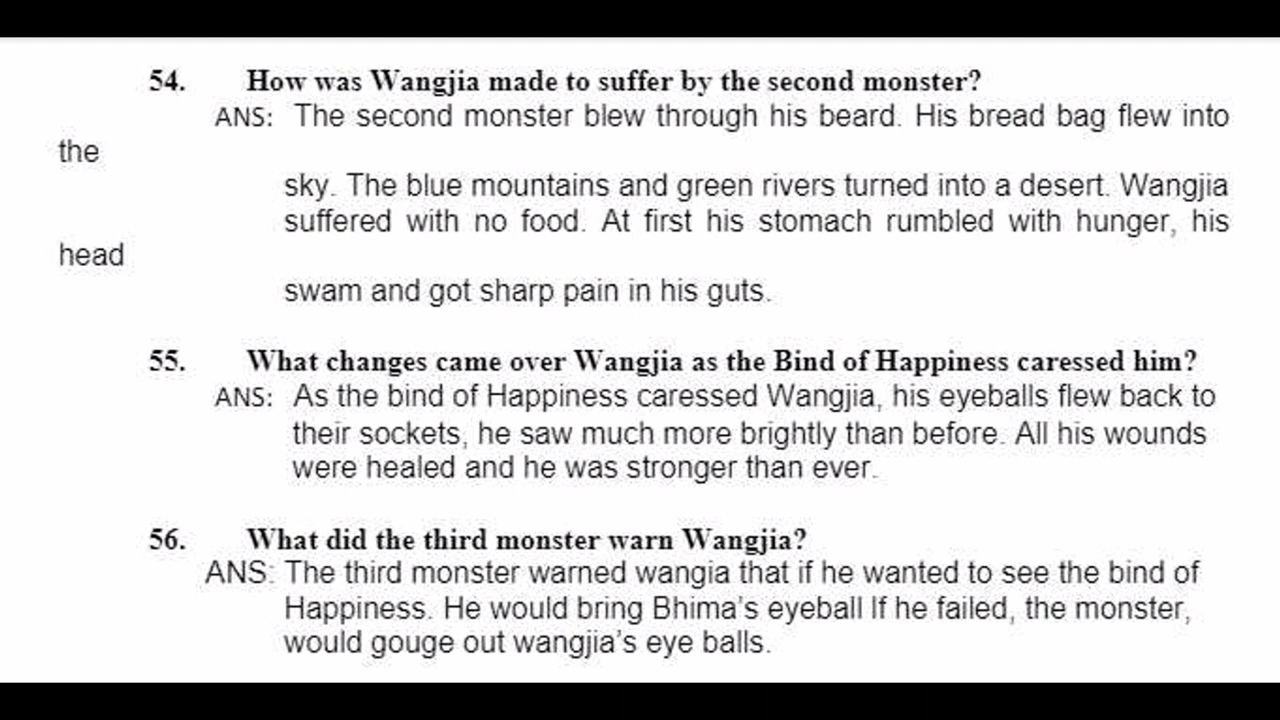 54. How was Wangjia made to suffer by the second monster?
ANS: The second monster blew through his beard. His bread bag flew into
the
sky. The blue mountains and green rivers turned into a desert. Wangjia
suffered with no food. At first his stomach rumbled with hunger, his
head
swam and got sharp pain in his guts.
55. What changes came over Wangjia as the Bind of Happiness caressed him?
ANS: As the bind of Happiness caressed Wangjia, his eyeballs flew back to
their sockets, he saw much more brightly than before. All his wounds
were healed and he was stronger than ever.
56. What did the third monster warn Wangjia?
ANS: The third monster warned wangia that if he wanted to see the bind of
Happiness. He would bring Bhima's eyeball If he failed, the monster,
would gouge out wangjia's eye balls.